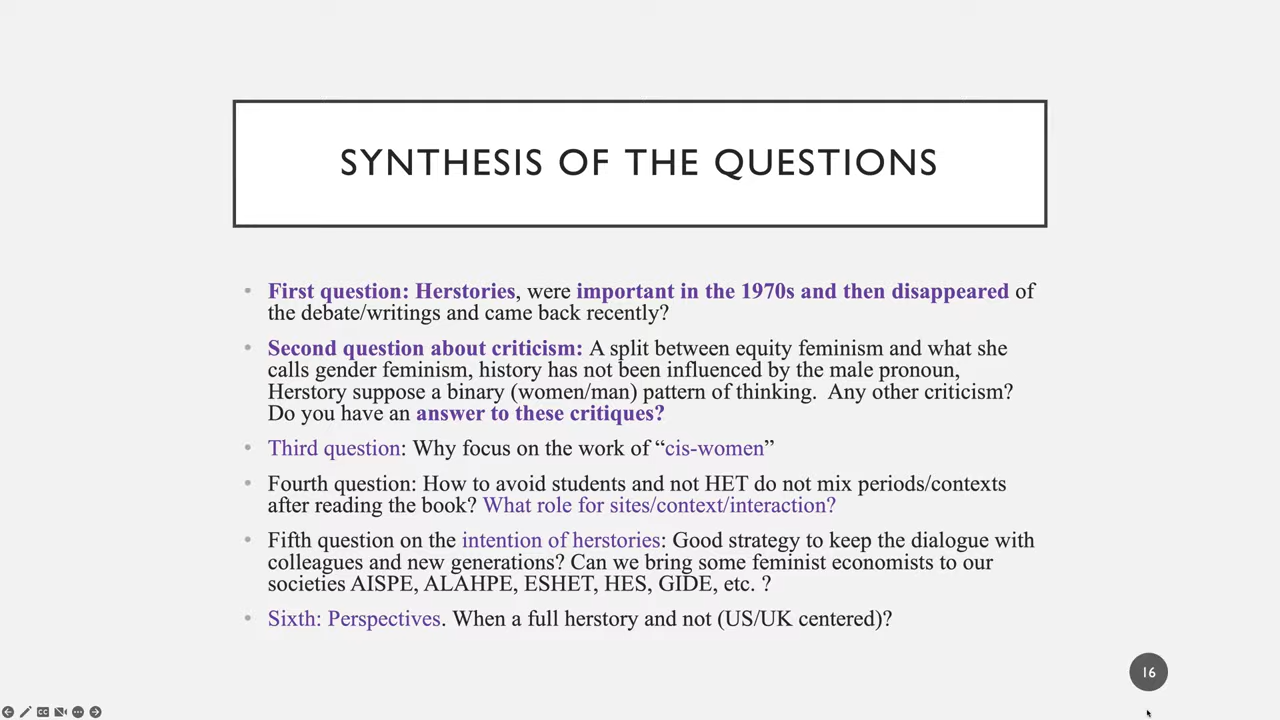 SYNTHESIS OF THE QUESTIONS
• First question: Herstories, were important in the 1970s and then disappeared of
the debate/writings and came back recently?
• Second question about criticism: A split between equity feminism and what she
calls gender feminism, history has not been influenced by the male pronoun,
Herstory suppose a binary (women/man) pattern of thinking.  Any other criticism?
Do you have an answer to these critiques?
• Third question: Why focus on the work of “cis-women”
• Fourth question: How to avoid students and not HET do not mix periods/contexts
after reading the book? What role for sites/context/interaction?
• Fifth question on the intention of herstories: Good strategy to keep the dialogue with
colleagues and new generations? Can we bring some feminist economists to our
societies AISPE, ALAHPE, ESHET, HES, GIDE, etc. ?
• Sixth: Perspectives. When a full herstory and not (US/UK centered)?
16
CC